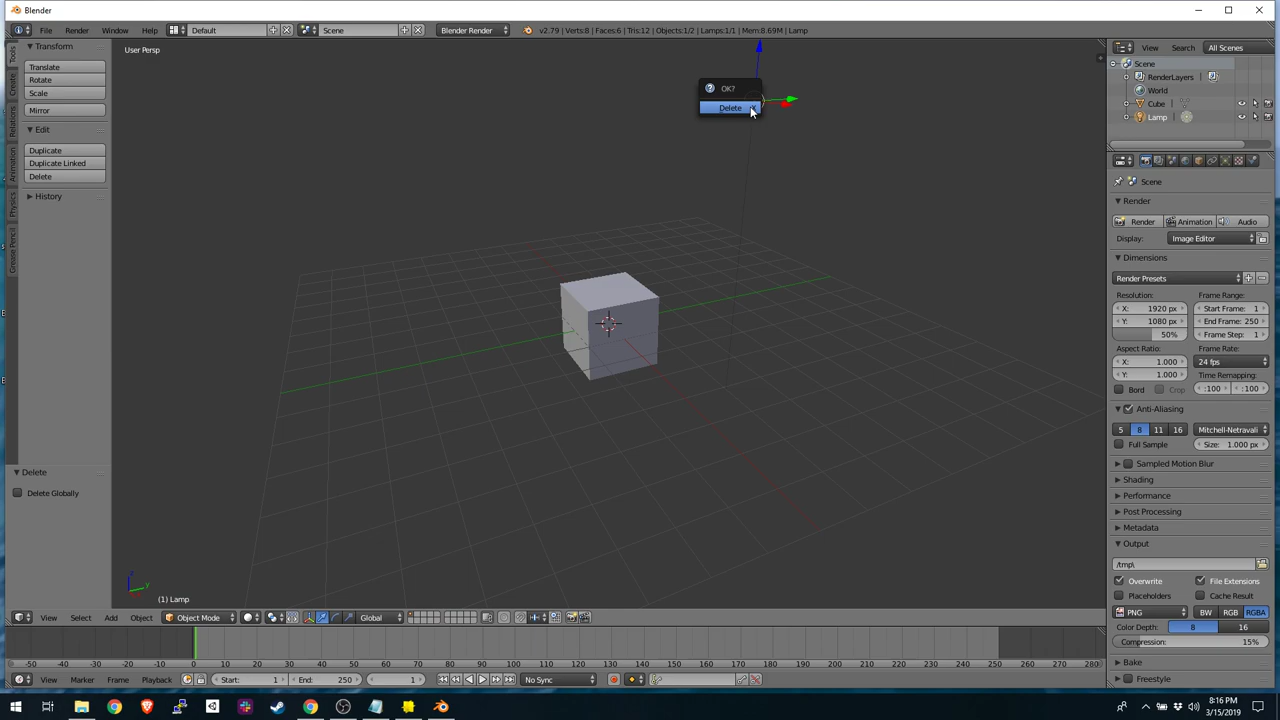 Blender
File Render Window Help Default Scene Blender Render v2.79 | Verts:8 | Faces:6 | Tris:12 | Objects:1/2 | Lamps:1/1 | Mem:8.69M | Lamp
Transform
Translate
Rotate
Scale
Mirror
Edit
Duplicate
Duplicate Linked
Delete
History
Tools
Create
Relations
Animation
Physics
Grease Pencil
Delete
Delete Globally
User Persp
OK?
Delete
z
y
(1) Lamp
View Select Add Object Object Mode Global
View Search All Scenes
Scene
RenderLayers
World
Cube
Lamp
Scene
Render
Render Animation Audio
Display: Image Editor
Dimensions
Render Presets
Resolution: Frame Range:
X: 1920 px Start Frame: 1
Y: 1080 px End Frame: 250
50% Frame Step: 1
Aspect Ratio: Frame Rate:
X: 1.000 24 fps
Y: 1.000 Time Remapping:
Bord Crop :100 :100
Anti-Aliasing
5 8 11 16 Mitchell-Netravali
Full Sample Size: 1.000 px
Sampled Motion Blur
Shading
Performance
Post Processing
Metadata
Output
/tmp\
Overwrite File Extensions
Placeholders Cache Result
PNG BW RGB RGBA
Color Depth: 8 16
Compression: 15%
Bake
Freestyle
-50 -40 -30 -20 -10 0 10 20 30 40 50 60 70 80 90 100 110 120 130 140 150 160 170 180 190 200 210 220 230 240 250 260 270 280
View Marker Frame Playback Start: 1 End: 250 1 No Sync
8:16 PM
3/15/2019